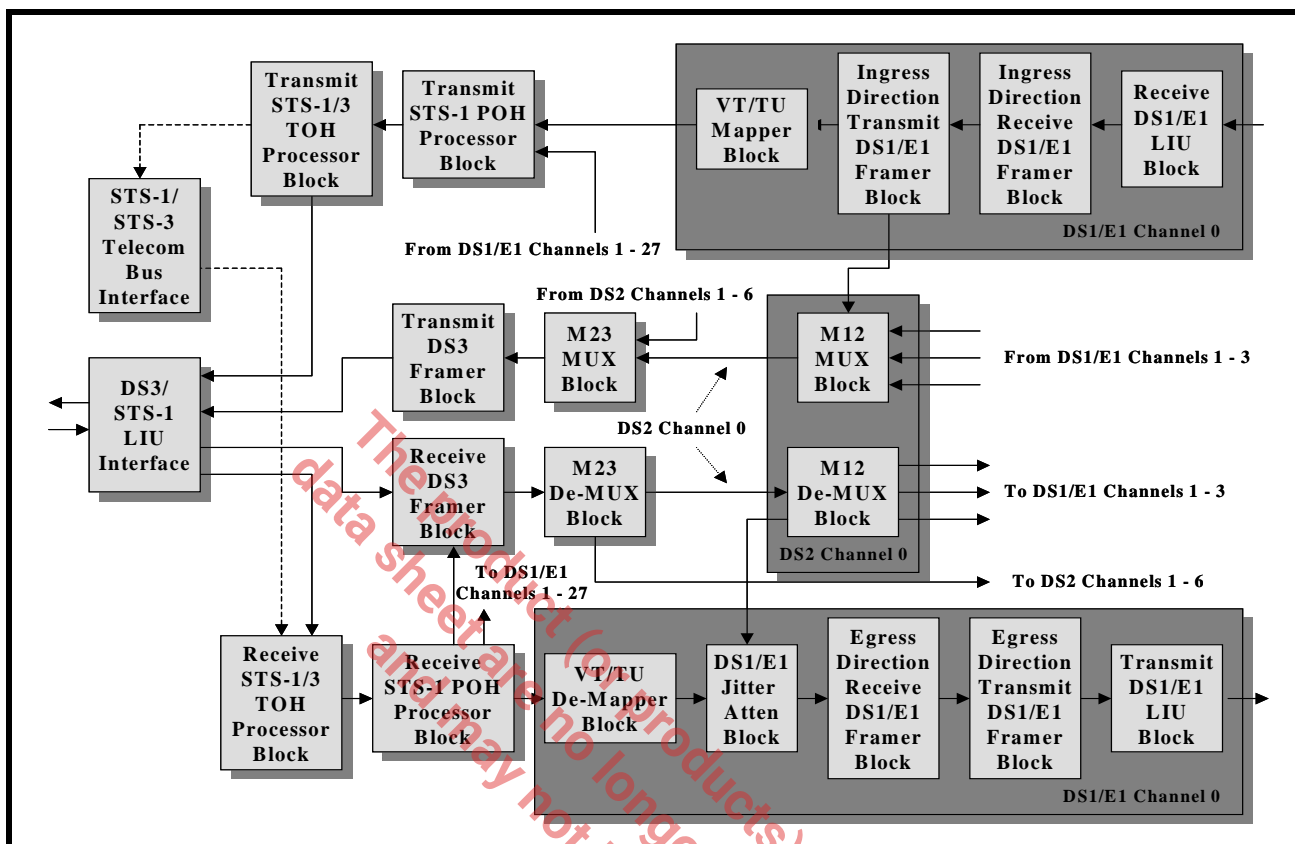 Transmit
STS-1/3
TOH
Processor
Block
Transmit
STS-1 POH
Processor
Block
VT/TU
Mapper
Block
Ingress
Direction
Transmit
DS1/E1
Framer
Block
Ingress
Direction
Receive
DS1/E1
Framer
Block
Receive
DS1/E1
LIU
Block
DS1/E1 Channel 0
STS-1/
STS-3
Telecom
Bus
Interface
From DS1/E1 Channels 1 - 27
From DS2 Channels 1 - 6
Transmit
DS3
Framer
Block
M23
MUX
Block
M12
MUX
Block
From DS1/E1 Channels 1 - 3
DS3/
STS-1
LIU
Interface
DS2 Channel 0
Receive
DS3
Framer
Block
M23
De-MUX
Block
M12
De-MUX
Block
To DS1/E1 Channels 1 - 3
DS2 Channel 0
To DS1/E1
Channels 1 - 27
To DS2 Channels 1 - 6
Receive
STS-1/3
TOH
Processor
Block
Receive
STS-1 POH
Processor
Block
VT/TU
De-Mapper
Block
DS1/E1
Jitter
Atten
Block
Egress
Direction
Receive
DS1/E1
Framer
Block
Egress
Direction
Transmit
DS1/E1
Framer
Block
Transmit
DS1/E1
LIU
Block
DS1/E1 Channel 0
The product (or products)
data sheet are no longer
and may not